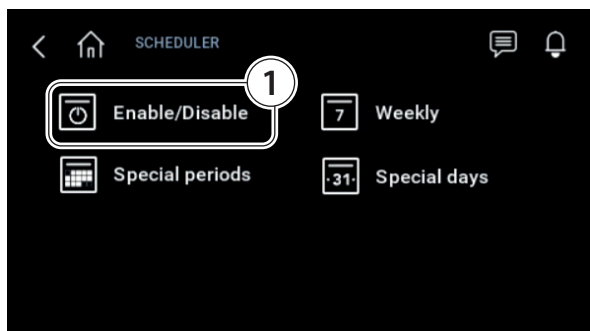 SCHEDULER
1
Enable/Disable
7 Weekly
Special periods
·31· Special days